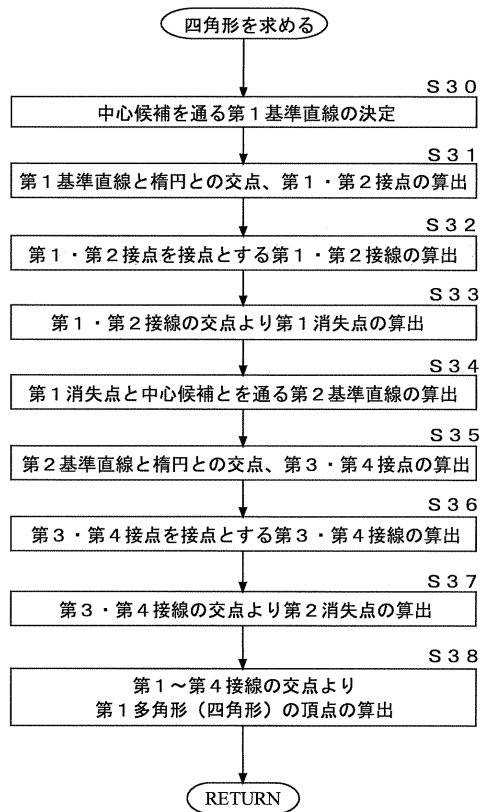 四角形を求める
S30
中心候補を通る第1基準直線の決定
S31
第1基準直線と楕円との交点、第1・第2接点の算出
S32
第1・第2接点を接点とする第1・第2接線の算出
S33
第1・第2接線の交点より第1消失点の算出
S34
第1消失点と中心候補とを通る第2基準直線の算出
S35
第2基準直線と楕円との交点、第3・第4接点の算出
S36
第3・第4接点を接点とする第3・第4接線の算出
S37
第3・第4接線の交点より第2消失点の算出
S38
第1～第4接線の交点より
第1多角形（四角形）の頂点の算出
RETURN